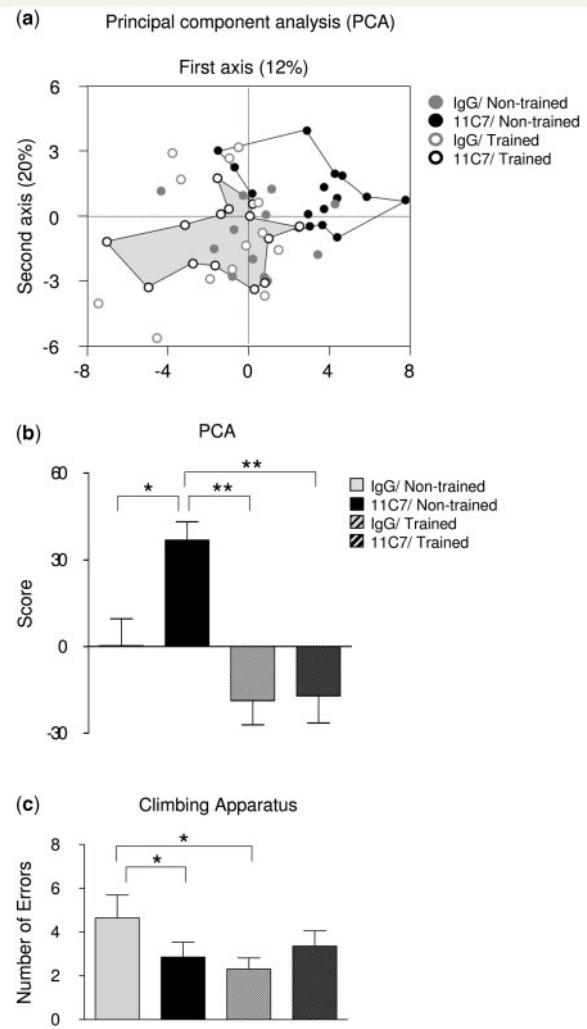 (a) Principal component analysis (PCA)
First axis (12%)
Second axis (20%)
6
3
0
-3
-6
-8
-4
0
4
8
IgG/ Non-trained
11C7/ Non-trained
IgG/ Trained
11C7/ Trained
(b) PCA
Score
60
30
0
-30
*
**
**
IgG/ Non-trained
11C7/ Non-trained
IgG/ Trained
11C7/ Trained
(c) Climbing Apparatus
Number of Errors
8
6
4
2
0
*
*